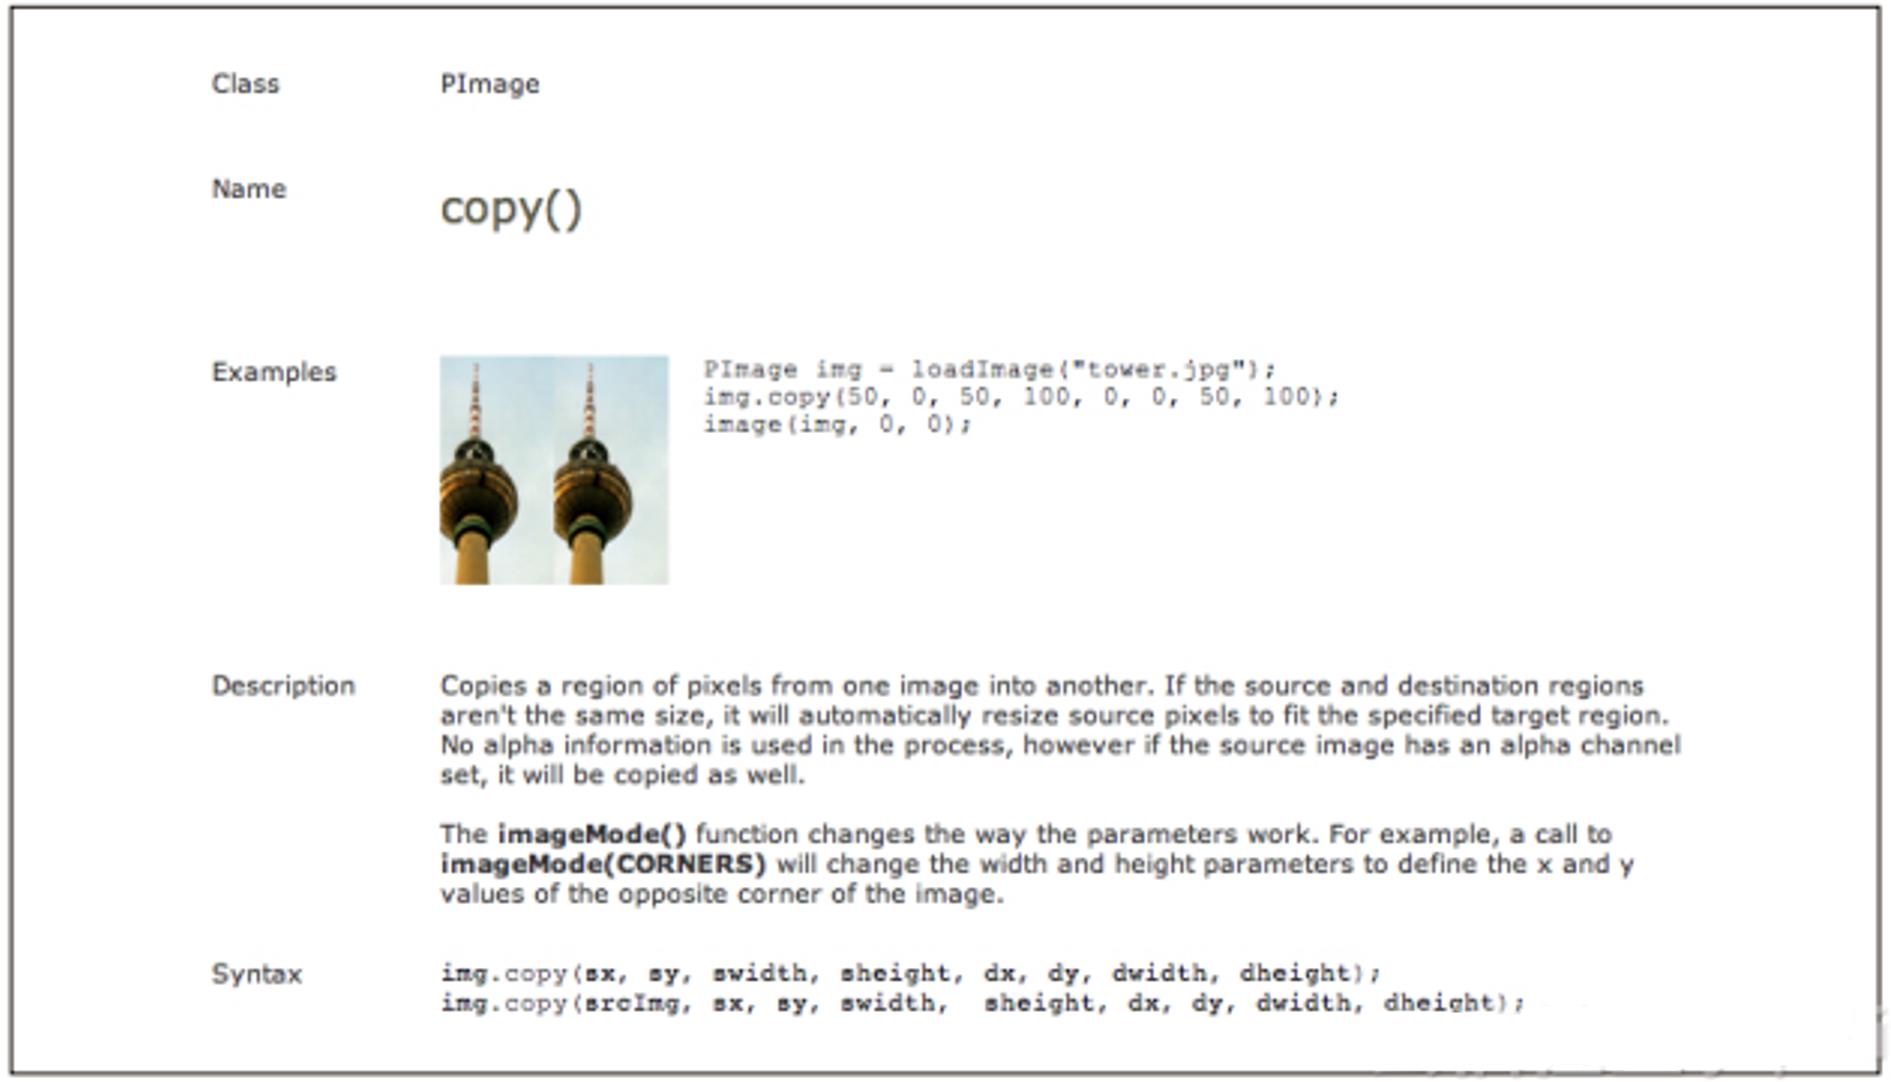 Class PImage
Name copy()
Examples PImage img = loadImage("tower.jpg");
img.copy(50, 0, 50, 100, 0, 0, 50, 100);
image(img, 0, 0);
Description Copies a region of pixels from one image into another. If the source and destination regions
aren't the same size, it will automatically resize source pixels to fit the specified target region.
No alpha information is used in the process, however if the source image has an alpha channel
set, it will be copied as well.
The imageMode() function changes the way the parameters work. For example, a call to
imageMode(CORNERS) will change the width and height parameters to define the x and y
values of the opposite corner of the image.
Syntax img.copy(sx, sy, swidth, sheight, dx, dy, dwidth, dheight);
img.copy(srcImg, sx, sy, swidth, sheight, dx, dy, dwidth, dheight);